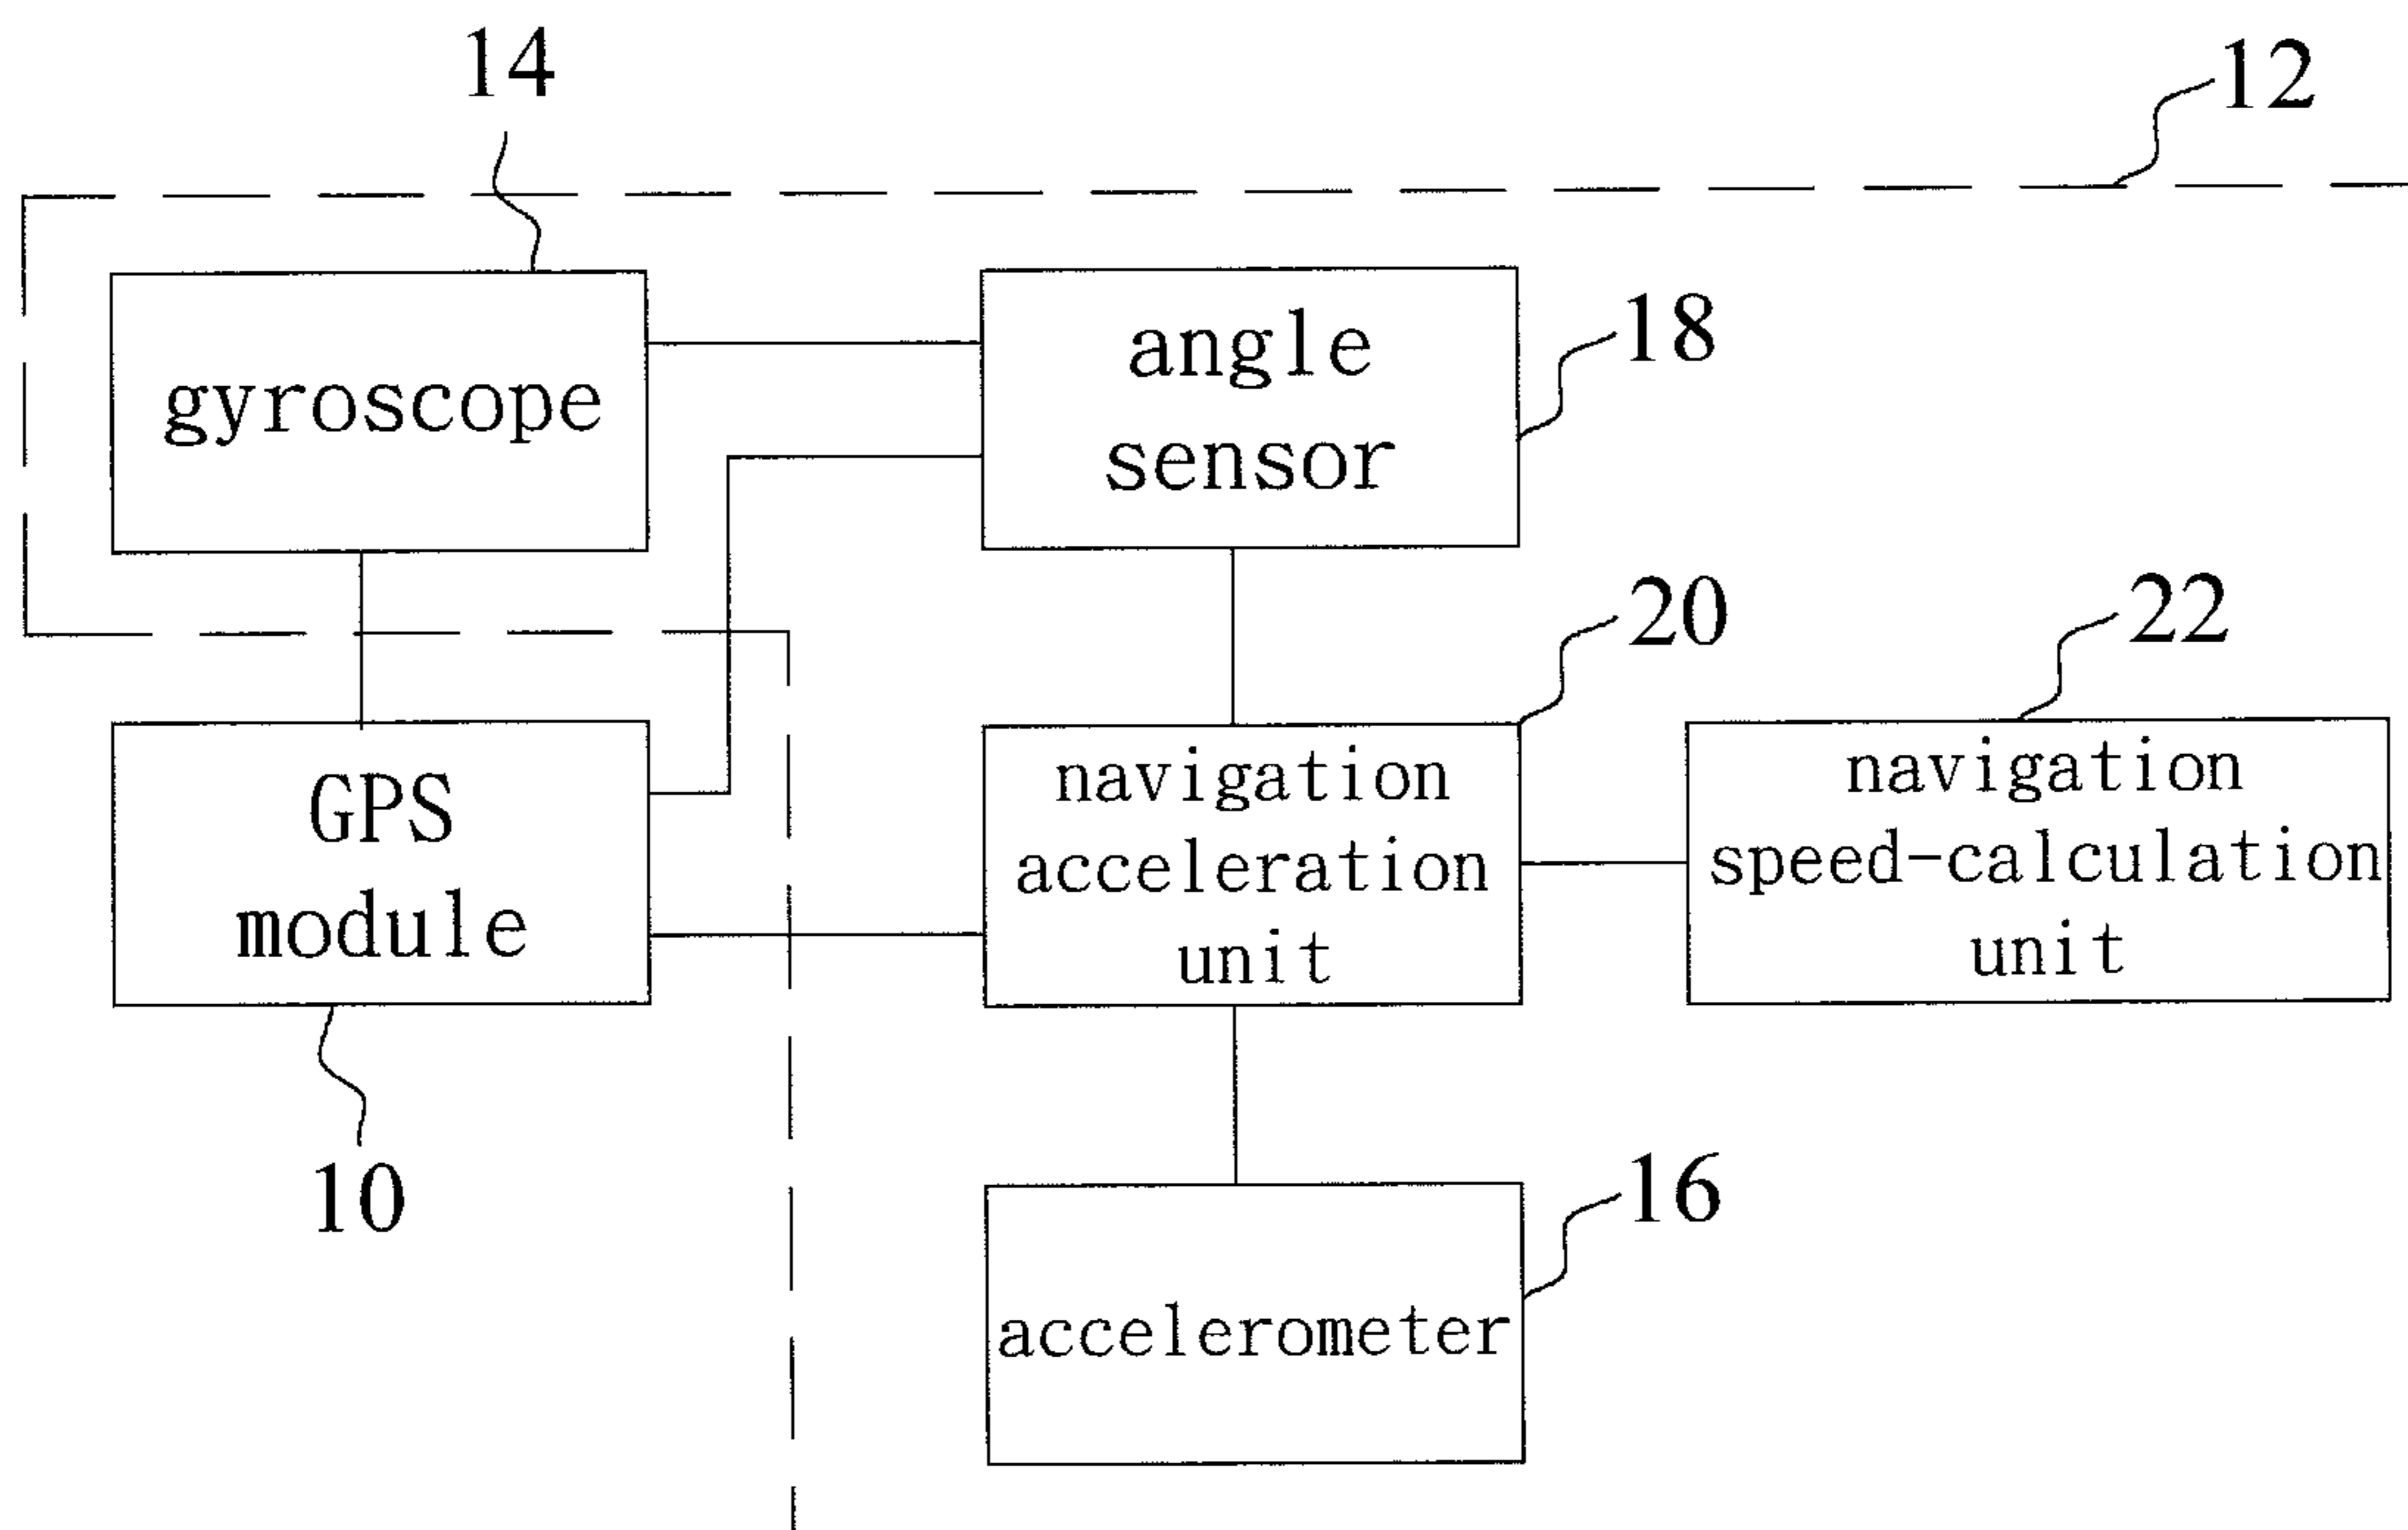 14
12
gyroscope
angle
sensor
18
20
22
GPS
module
navigation
acceleration
unit
navigation
speed-calculation
unit
10
16
accelerometer